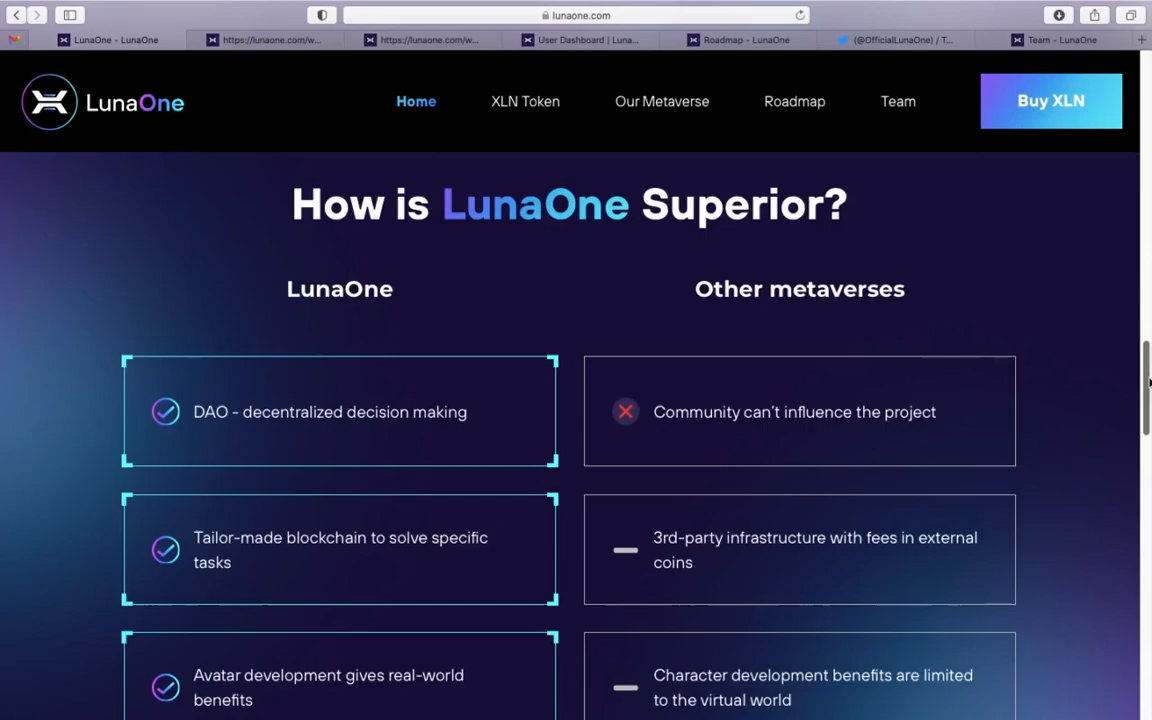 lunaone.com
LunaOne - LunaOne
https://lunaone.com/w...
https://lunaone.com/w...
User Dashboard | Luna...
Roadmap - LunaOne
(@OfficialLunaOne) / T...
Team - LunaOne
LunaOne
Home
XLN Token
Our Metaverse
Roadmap
Team
Buy XLN
How is LunaOne Superior?
LunaOne
Other metaverses
DAO - decentralized decision making
Community can't influence the project
Tailor-made blockchain to solve specific
tasks
3rd-party infrastructure with fees in external
coins
Avatar development gives real-world
benefits
Character development benefits are limited
to the virtual world